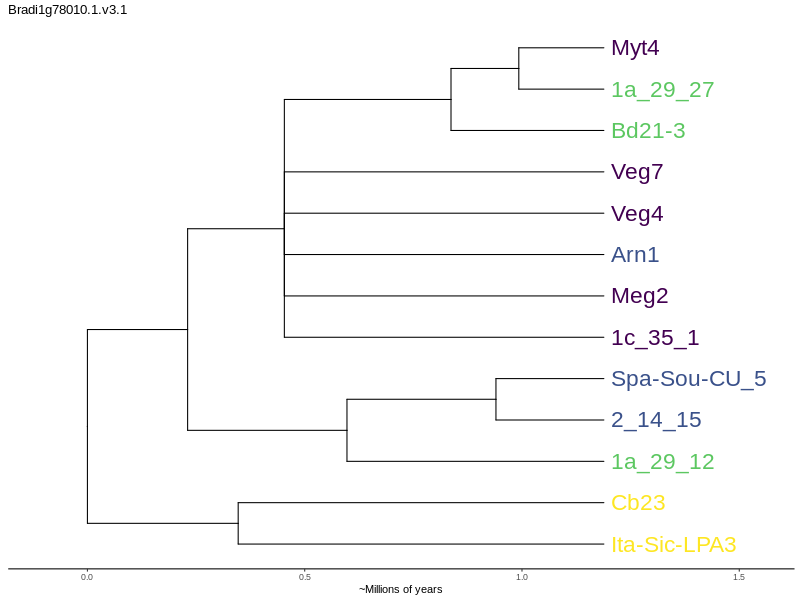 Bradi1g78010.1.v3.1
Myt4
1a_29_27
Bd21-3
Veg7
Veg4
Arn1
Meg2
1c_35_1
Spa-Sou-CU_5
2_14_15
1a_29_12
Cb23
Ita-Sic-LPA3
0.0 0.5 1.0 1.5
~Millions of years